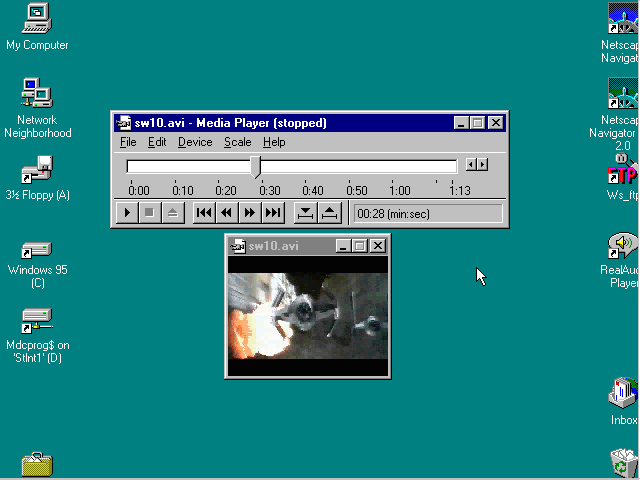 My Computer
Network
Neighborhood
3½ Floppy (A)
Windows 95
(C)
Mdcprog$ on
'Stlnt1' (D)
sw10.avi - Media Player (stopped)
File Edit Device Scale Help
0:00 0:10 0:20 0:30 0:40 0:50 1:00 1:13
00:28 (min:sec)
sw10.avi
Netscap
Navigat
Netscap
Navigator
2.0
FTP
Ws_ftp
RealAud
Player
Inbox